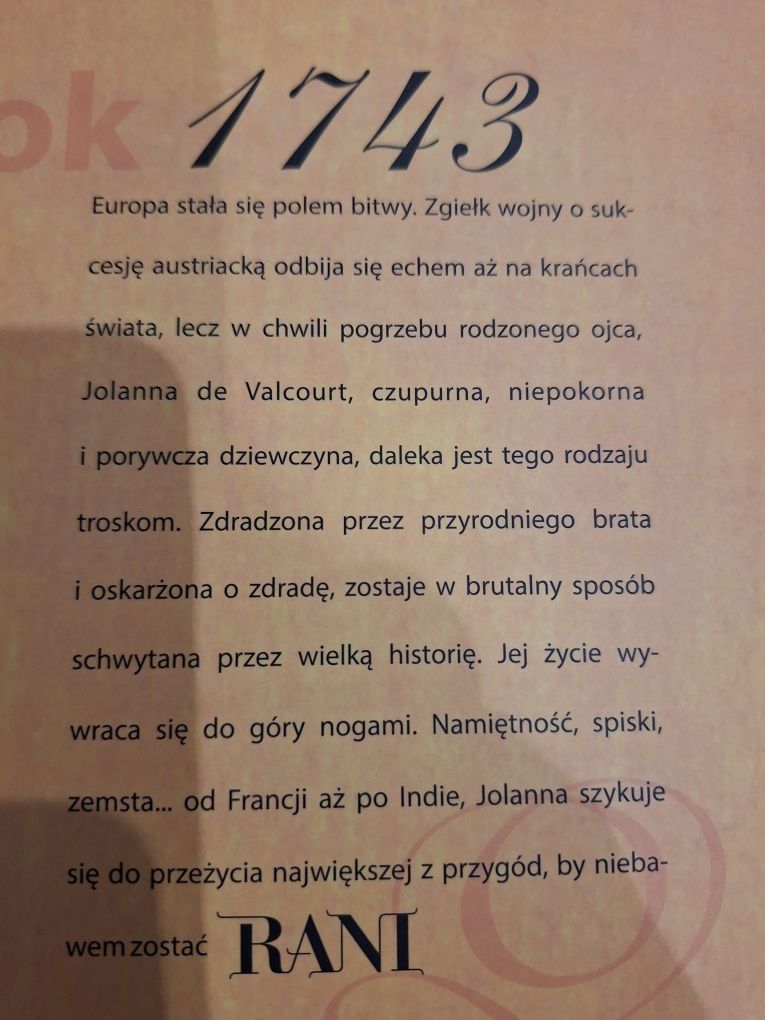 ok 1743
Europa stała się polem bitwy. Zgiełk wojny o suk-
cesję austriacką odbija się echem aż na krańcach
świata, lecz w chwili pogrzebu rodzonego ojca,
Jolanna de Valcourt, czupurna, niepokorna
i porywcza dziewczyna, daleka jest tego rodzaju
troskom. Zdradzona przez przyrodniego brata
i oskarżona o zdradę, zostaje w brutalny sposób
schwytana przez wielką historię. Jej życie wy-
wraca się do góry nogami. Namiętność, spiski,
zemsta... od Francji aż po Indie, Jolanna szykuje
się do przeżycia największej z przygód, by nieba-
wem zostać RANI